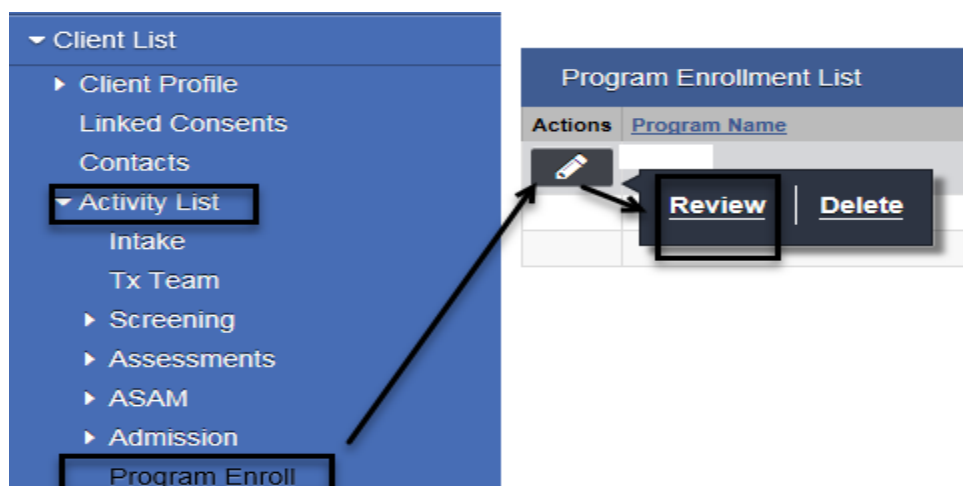 Client List
Client Profile
Linked Consents
Contacts
Activity List
Intake
Tx Team
Screening
Assessments
ASAM
Admission
Program Enroll
Program Enrollment List
Actions Program Name
Review Delete